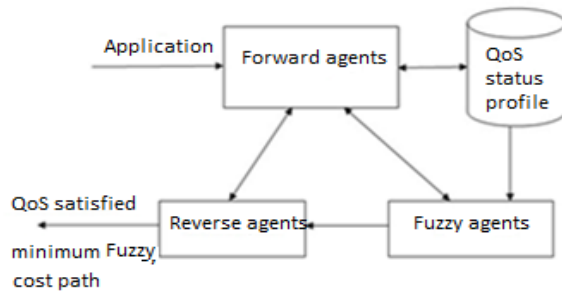 Application
Forward agents
QoS
status
profile
QoS satisfied
minimum Fuzzy,
cost path
Reverse agents
Fuzzy agents